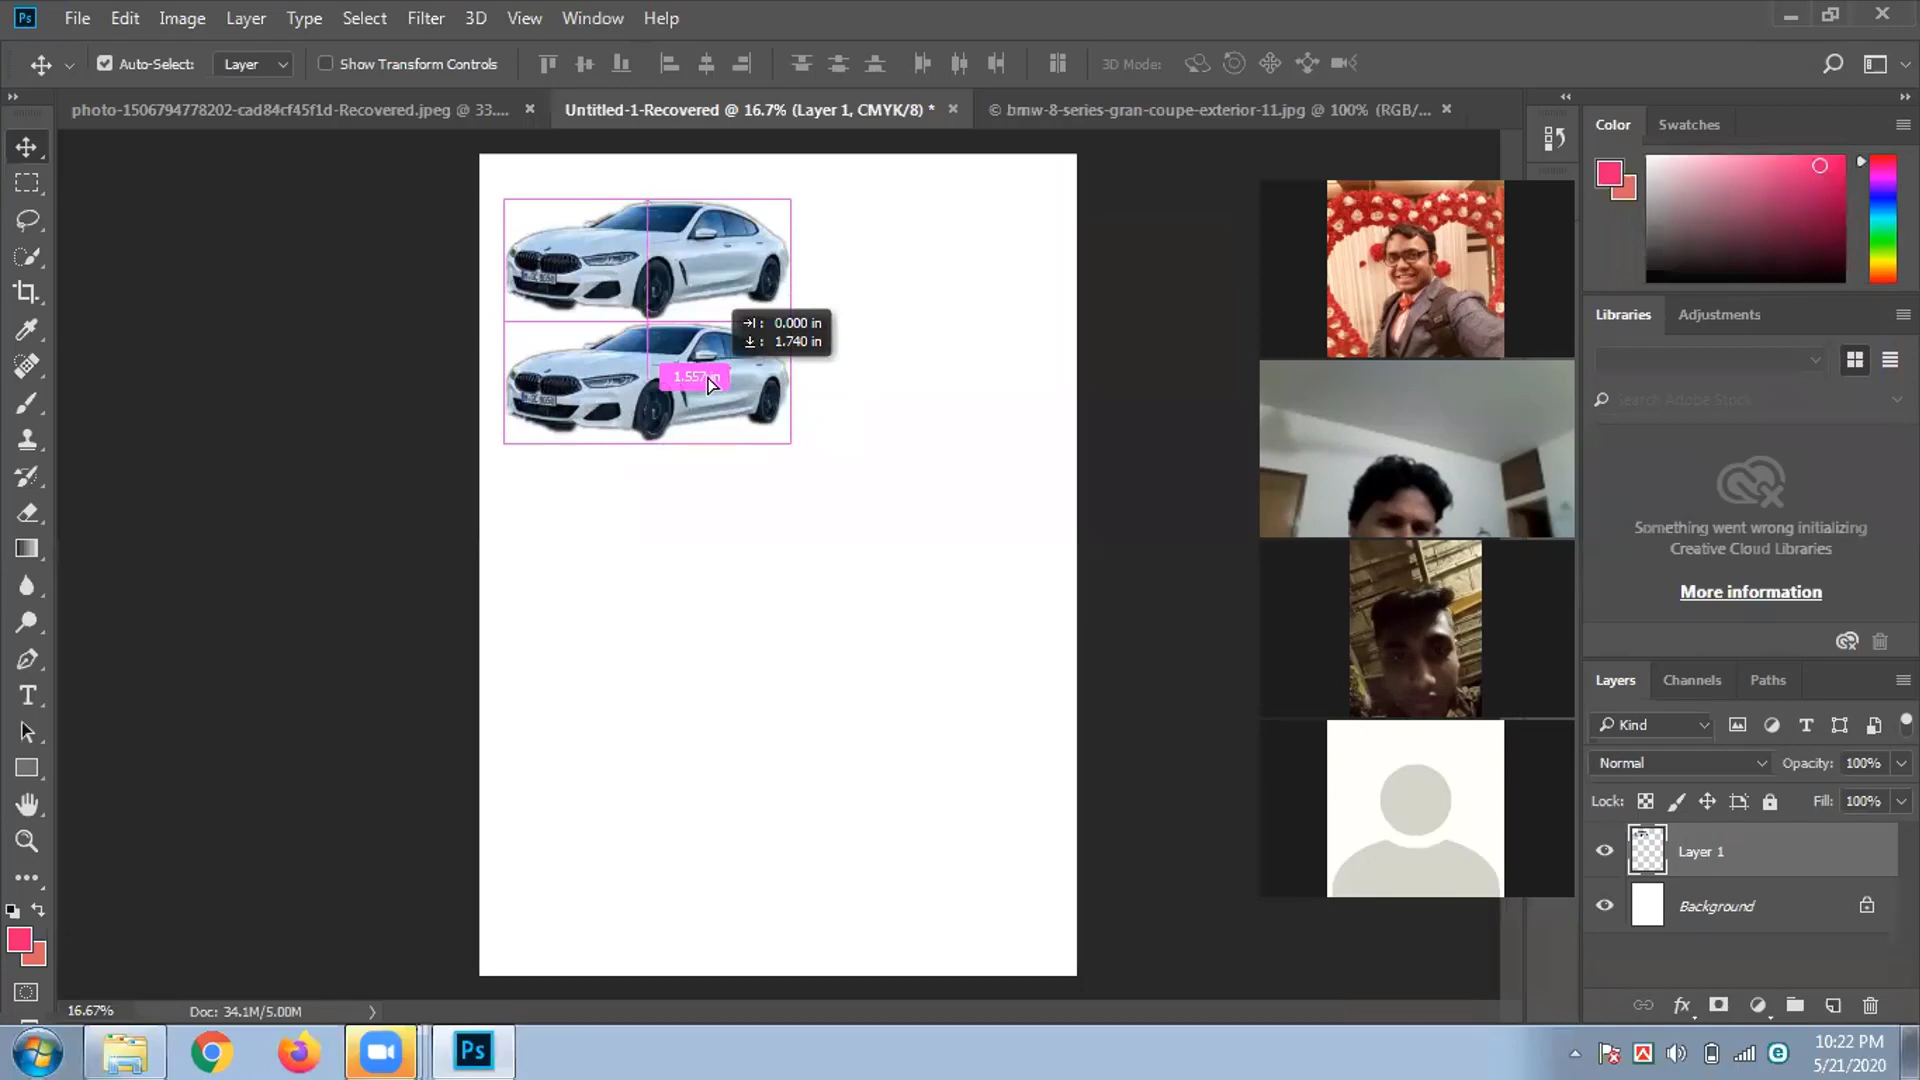 Ps File Edit Image Layer Type Select Filter 3D View Window Help
Auto-Select: Layer Show Transform Controls 3D Mode:
photo-1506794778202-cad84cf45f1d-Recovered.jpeg @ 33.... × Untitled-1-Recovered @ 16.7% (Layer 1, CMYK/8) * × © bmw-8-series-gran-coupe-exterior-11.jpg @ 100% (RGB/... ×
Color Swatches
Libraries Adjustments
: 0.000 in
: 1.740 in
1.557 in
Search Adobe Stock
Something went wrong initializing
Creative Cloud Libraries
More information
Layers Channels Paths
Kind
Normal Opacity: 100%
Lock: Fill: 100%
Layer 1
Background
16.67% Doc: 34.1M/5.00M
fx
Ps
10:22 PM
5/21/2020